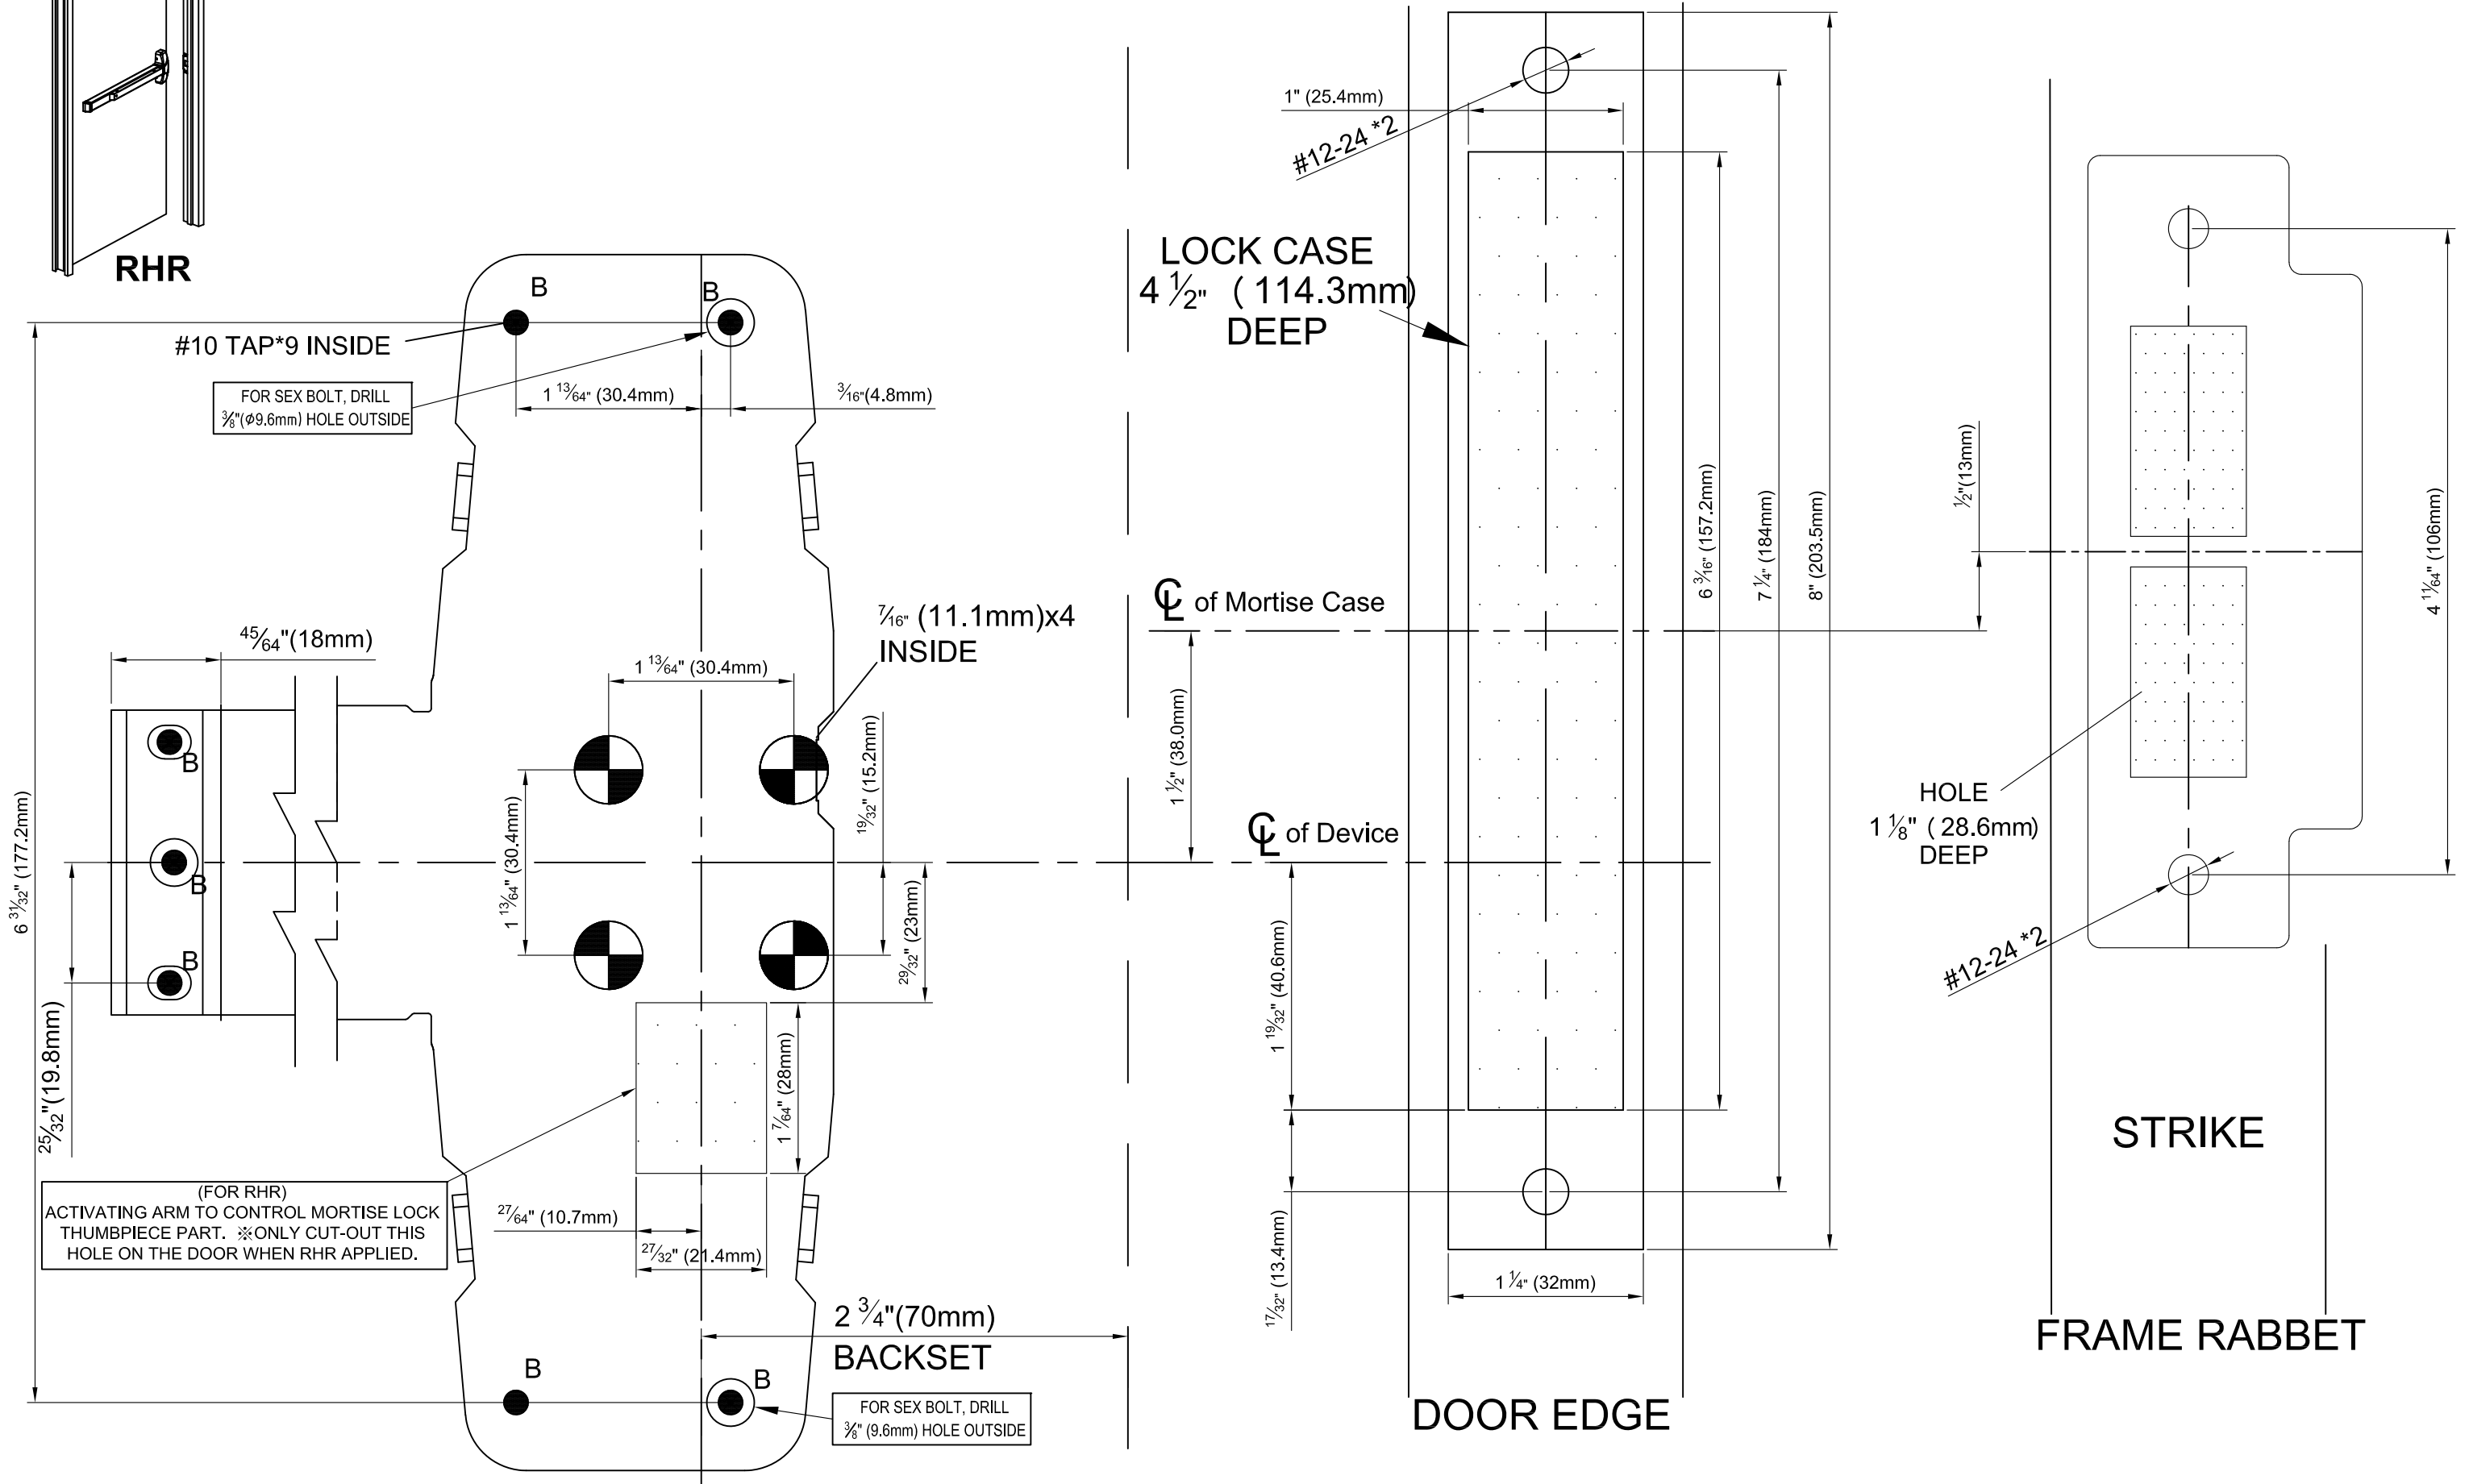 RHR
B
B
#10 TAP*9 INSIDE
FOR SEX BOLT, DRILL
3/8"(φ9.6mm) HOLE OUTSIDE
1 13/64" (30.4mm)
3/16"(4.8mm)
45/64"(18mm)
7/16" (11.1mm)x4
INSIDE
1 13/64" (30.4mm)
19/32" (15.2mm)
B
B
B
6 31/32" (177.2mm)
1 13/64" (30.4mm)
29/32" (23mm)
25/32"(19.8mm)
1 7/64" (28mm)
(FOR RHR)
ACTIVATING ARM TO CONTROL MORTISE LOCK
THUMBPIECE PART. ※ONLY CUT-OUT THIS
HOLE ON THE DOOR WHEN RHR APPLIED.
27/64" (10.7mm)
27/32" (21.4mm)
2 3/4"(70mm)
BACKSET
B
B
FOR SEX BOLT, DRILL
3/8" (9.6mm) HOLE OUTSIDE
1" (25.4mm)
#12-24 *2
LOCK CASE
4 1/2" ( 114.3mm)
DEEP
℄ of Mortise Case
1 1/2" (38.0mm)
℄ of Device
1 19/32" (40.6mm)
17/32" (13.4mm)
6 3/16" (157.2mm)
7 1/4" (184mm)
8" (203.5mm)
1 1/4" (32mm)
DOOR EDGE
1/2"(13mm)
4 11/64" (106mm)
HOLE
1 1/8" ( 28.6mm)
DEEP
#12-24 *2
STRIKE
FRAME RABBET